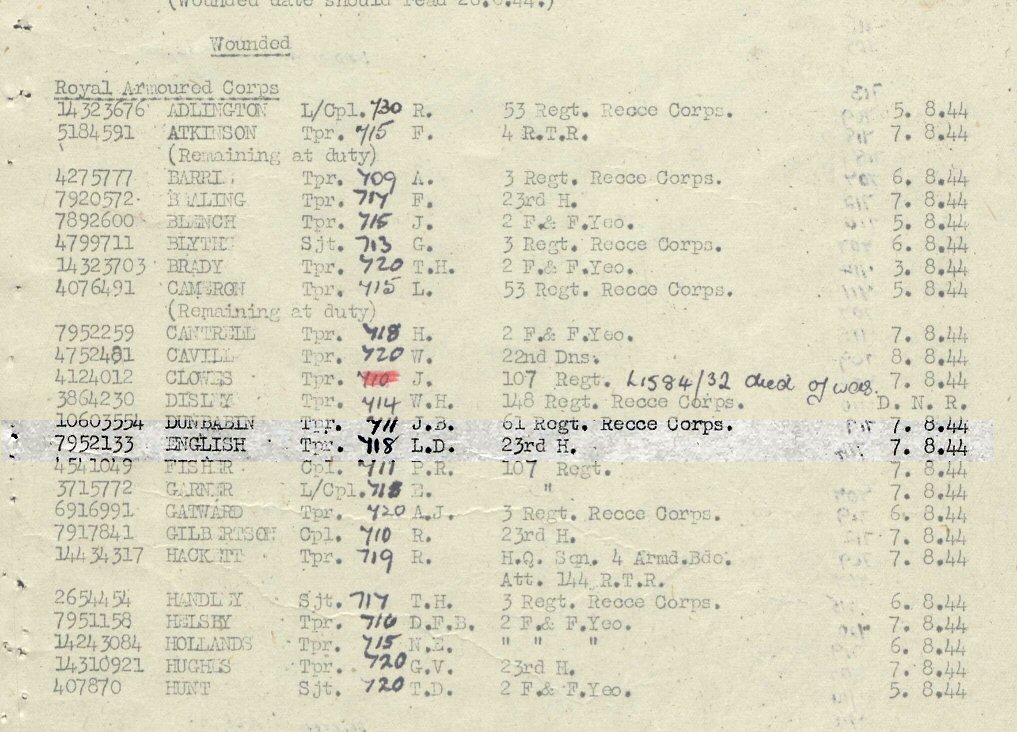 (Wounded date should read 28.6.44.)
Wounded
Royal Armoured Corps
14323676 ADLINGTON L/Cpl. 730 R. 53 Regt. Recce Corps. 5. 8.44
5184591 ATKINSON Tpr. 715 F. 4 R.T.R. 7. 8.44
(Remaining at duty)
4275777 Tpr. 709 A. 3 Regt. Recce Corps. 6. 8.44
7920572 BEALING Tpr. 717 F. 23rd H. 7. 8.44
7892600 BLENCH Tpr. 715 J. 2 F.& F.Yeo. 5. 8.44
4799711 BLYTHE Sjt. 713 G. 3 Regt. Recce Corps. 6. 8.44
14323703 BRADY Tpr. 720 T.H. 2 F.& F.Yeo. 3. 8.44
4076491 CAMERON Tpr. 715 L. 53 Regt. Recce Corps. 5. 8.44
(Remaining at duty)
7952259 CANTRELL Tpr. 718 H. 2 F.& F.Yeo. 7. 8.44
4752481 CAVILL Tpr. 720 W. 22nd Dns. 8. 8.44
4124012 CLOWES Tpr. 710 J. 107 Regt. L1584/32 died of wds. 7. 8.44
3864230 DISLEY Tpr. 714 W.H. 148 Regt. Recce Corps. D. N. R.
10603554 DUNBABIN Tpr. 711 J.B. 61 Regt. Recce Corps. 7. 8.44
7952133 ENGLISH Tpr. 718 L.D. 23rd H. 7. 8.44
4541049 FISHER Cpl. 711 P.R. 107 Regt. 7. 8.44
3715772 GARNER L/Cpl. 718 E. " 7. 8.44
6916991 GATWARD Tpr. 720 A.J. 3 Regt. Recce Corps. 6. 8.44
7917841 GILBERTSON Cpl. 710 R. 23rd H. 7. 8.44
14434317 HACKETT Tpr. 719 R. H.Q. Sqn. 4 Armd.Bde. 7. 8.44
Att. 144 R.T.R.
2654454 HANDLEY Sjt. 717 T.H. 3 Regt. Recce Corps. 6. 8.44
7951158 HELSBY Tpr. 710 D.F.B. 2 F.& F.Yeo. 7. 8.44
14243084 HOLLANDS Tpr. 715 N.E. " " " 6. 8.44
14310921 HUGHES Tpr. 720 G.V. 23rd H. 7. 8.44
407870 HUNT Sjt. 720 T.D. 2 F.& F.Yeo. 5. 8.44